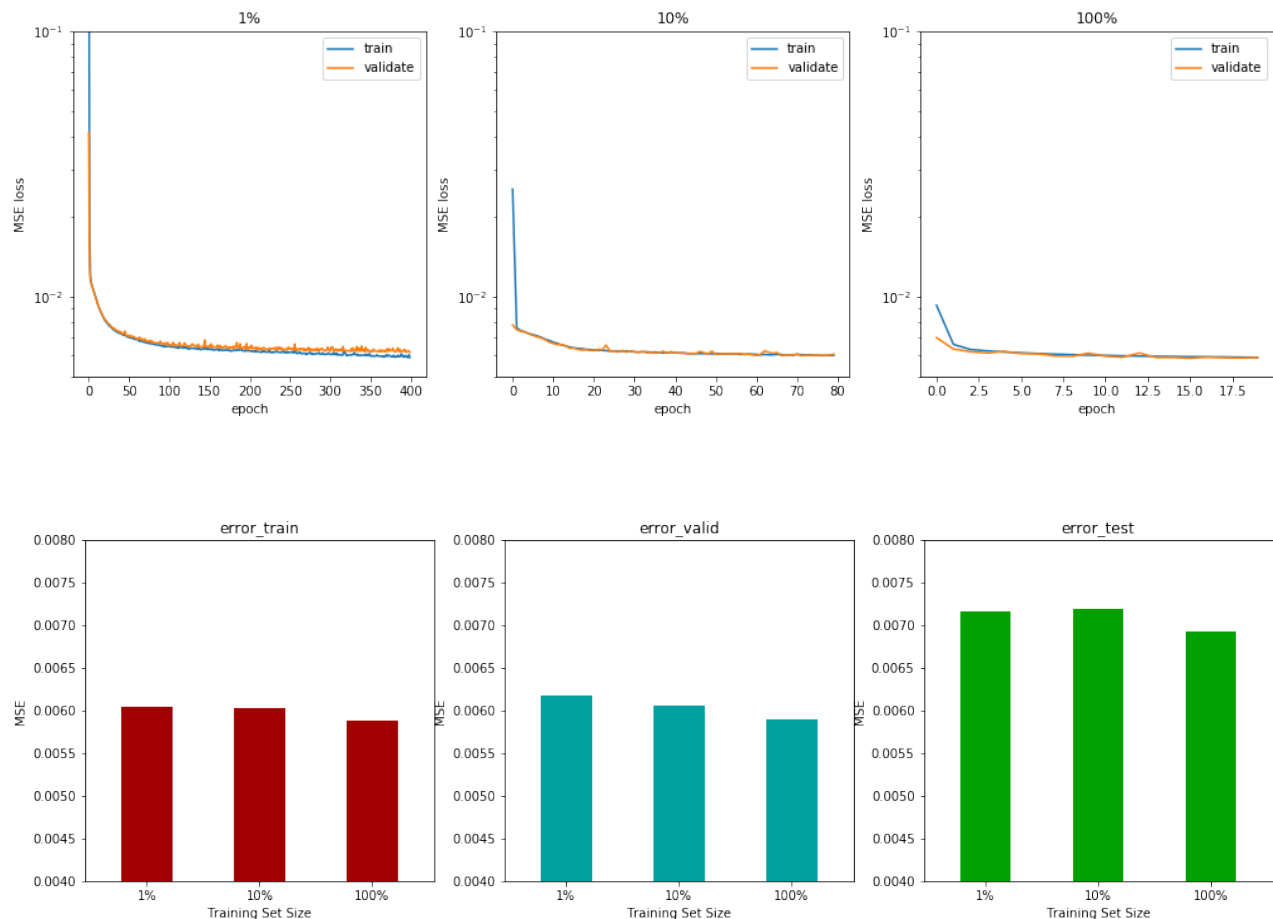 1%
10%
100%
10⁻¹
10⁻²
MSE loss
train
validate
0 50 100 150 200 250 300 350 400
epoch
10⁻¹
10⁻²
MSE loss
train
validate
0 10 20 30 40 50 60 70 80
epoch
10⁻¹
10⁻²
MSE loss
train
validate
0.0 2.5 5.0 7.5 10.0 12.5 15.0 17.5
epoch
error_train
0.0080
0.0075
0.0070
0.0065
0.0060
0.0055
0.0050
0.0045
0.0040
MSE
1% 10% 100%
Training Set Size
error_valid
0.0080
0.0075
0.0070
0.0065
0.0060
0.0055
0.0050
0.0045
0.0040
MSE
1% 10% 100%
Training Set Size
error_test
0.0080
0.0075
0.0070
0.0065
0.0060
0.0055
0.0050
0.0045
0.0040
MSE
1% 10% 100%
Training Set Size